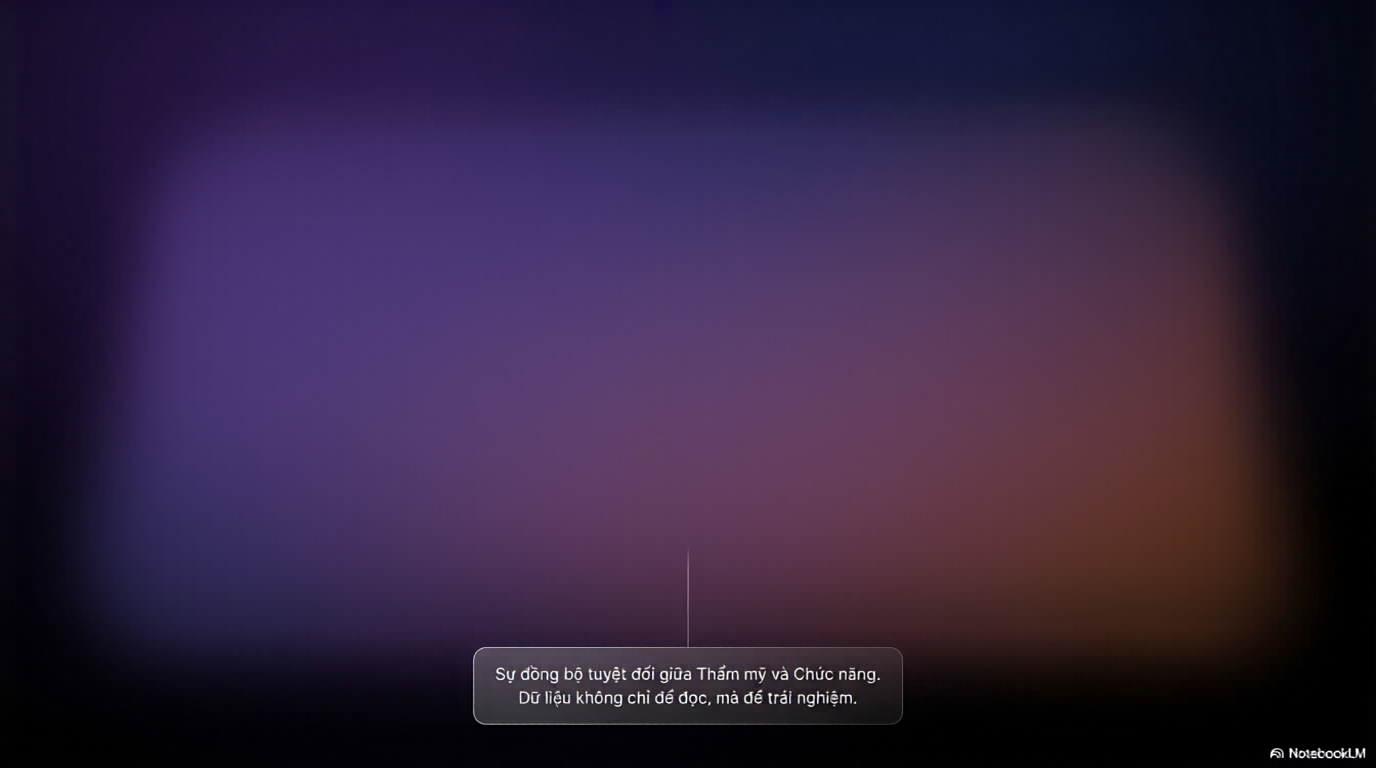 Sự đồng bộ tuyệt đối giữa Thẩm mỹ và Chức năng.
Dữ liệu không chỉ để đọc, mà để trải nghiệm.
NotebookLM